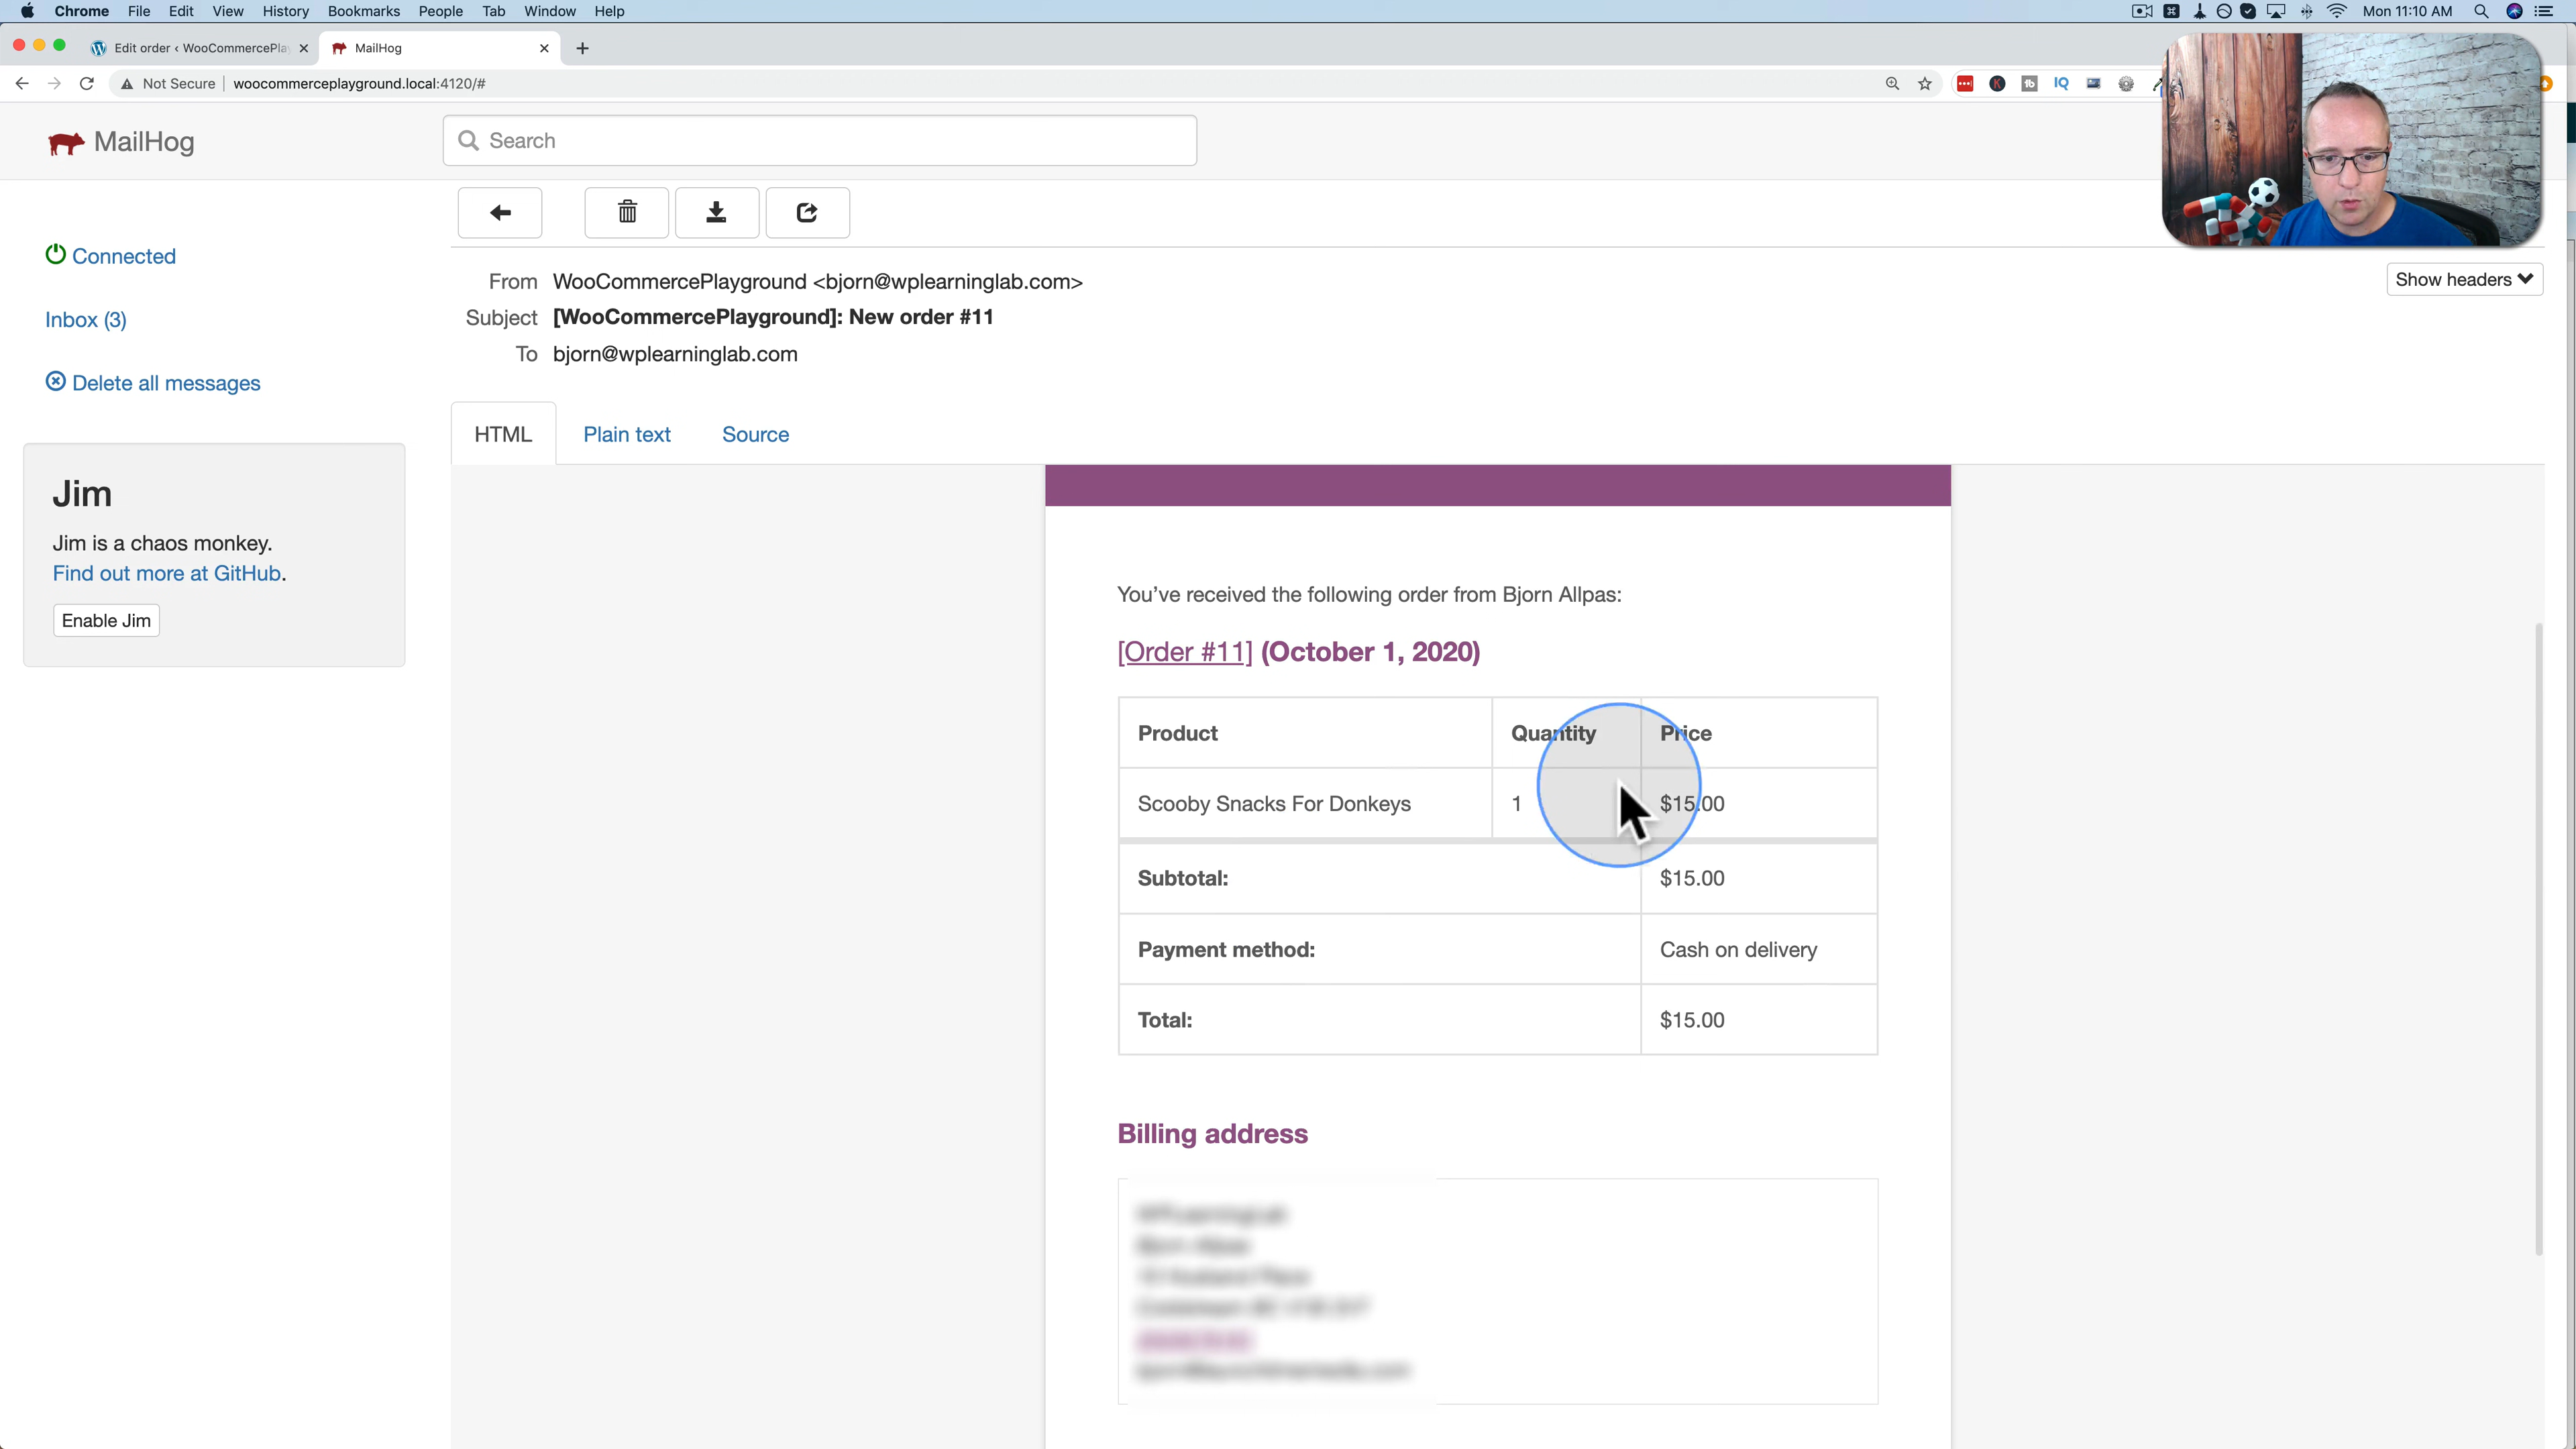 Chrome File Edit View History Bookmarks People Tab Window Help
Mon 11:10 AM
Edit order ‹ WooCommercePla
MailHog
Not Secure woocommerceplayground.local:4120/#
IQ
MailHog
Search
Connected
Inbox (3)
Delete all messages
Jim
Jim is a chaos monkey.
Find out more at GitHub.
Enable Jim
From WooCommercePlayground <bjorn@wplearninglab.com>
Show headers
Subject [WooCommercePlayground]: New order #11
To bjorn@wplearninglab.com
HTML Plain text Source
You’ve received the following order from Bjorn Allpas:
[Order #11] (October 1, 2020)
Product Quantity Price
Scooby Snacks For Donkeys 1 $15.00
Subtotal: $15.00
Payment method: Cash on delivery
Total: $15.00
Billing address